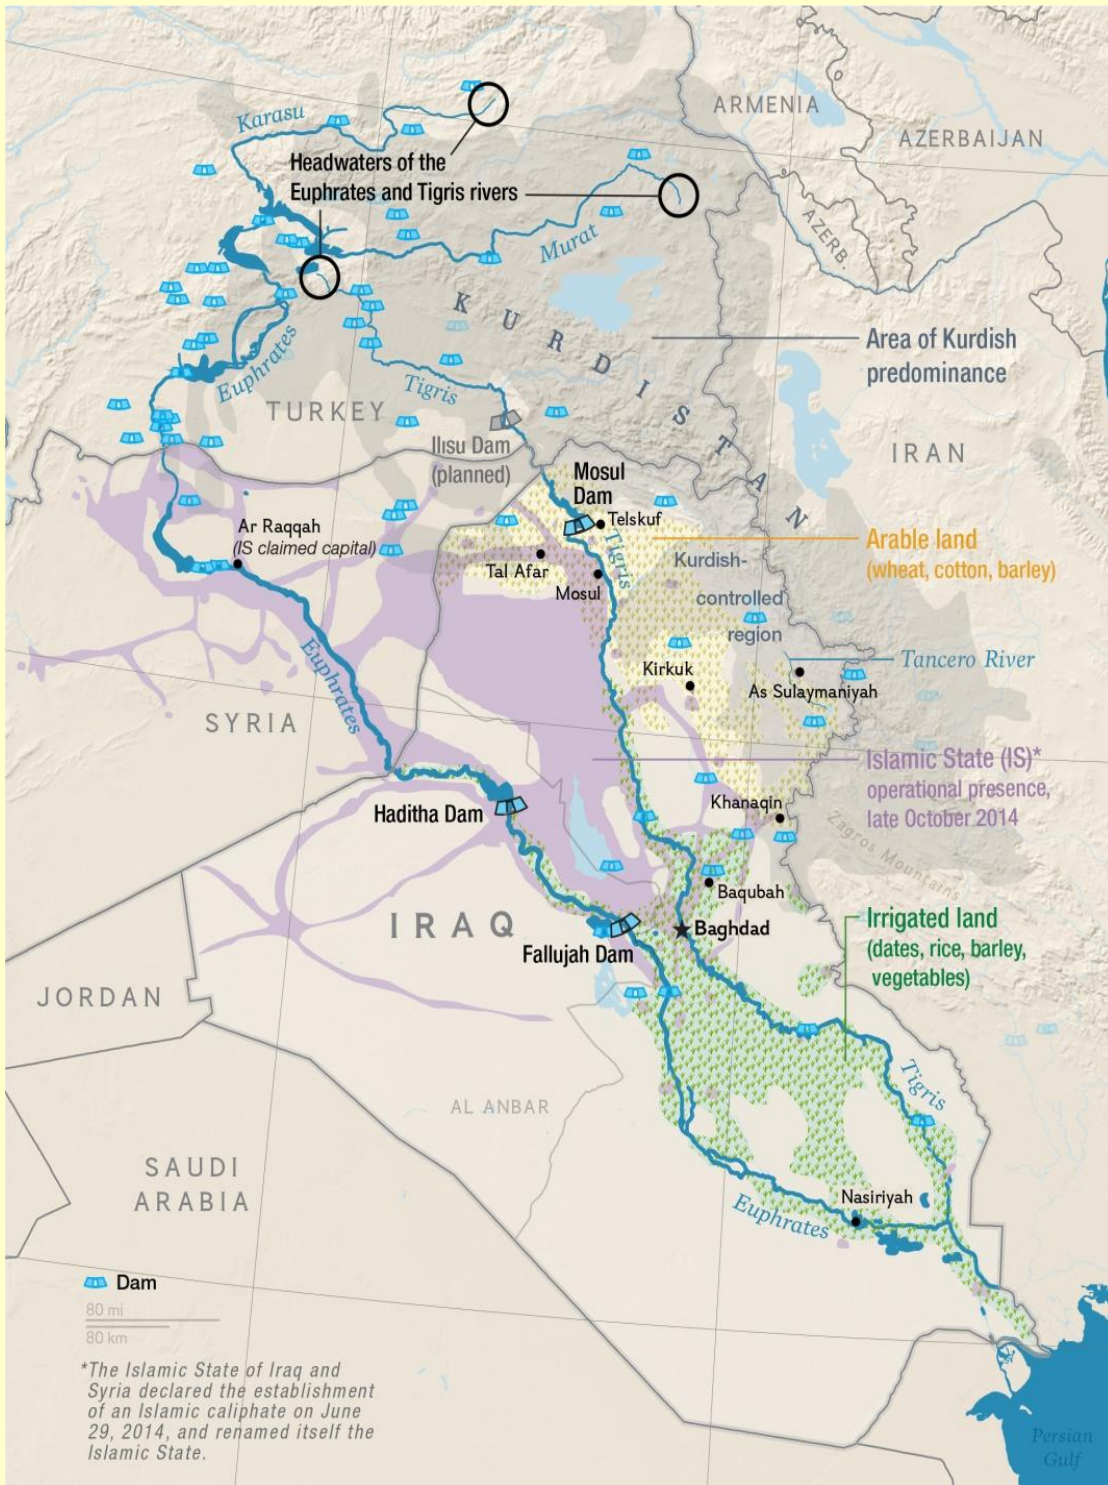 ARMENIA
AZERBAIJAN
Karasu
Headwaters of the
Euphrates and Tigris rivers
AZERB.
Murat
KURDISTAN
Area of Kurdish
predominance
Euphrates
Tigris
TURKEY
IRAN
Ilısu Dam
(planned)
Mosul
Dam
Telskuf
Ar Raqqah
(IS claimed capital)
Tigris
Arable land
(wheat, cotton, barley)
Tal Afar
Mosul
Kurdish-
controlled
region
Tancero River
Kirkuk
As Sulaymaniyah
Euphrates
SYRIA
Islamic State (IS)*
operational presence,
late October 2014
Haditha Dam
Khanaqin
Zagros Mountains
Baqubah
IRAQ
Baghdad
Fallujah Dam
Irrigated land
(dates, rice, barley,
vegetables)
JORDAN
Tigris
AL ANBAR
SAUDI
ARABIA
Nasiriyah
Euphrates
Dam
80 mi
80 km
*The Islamic State of Iraq and
Syria declared the establishment
of an Islamic caliphate on June
29, 2014, and renamed itself the
Islamic State.
Persian
Gulf